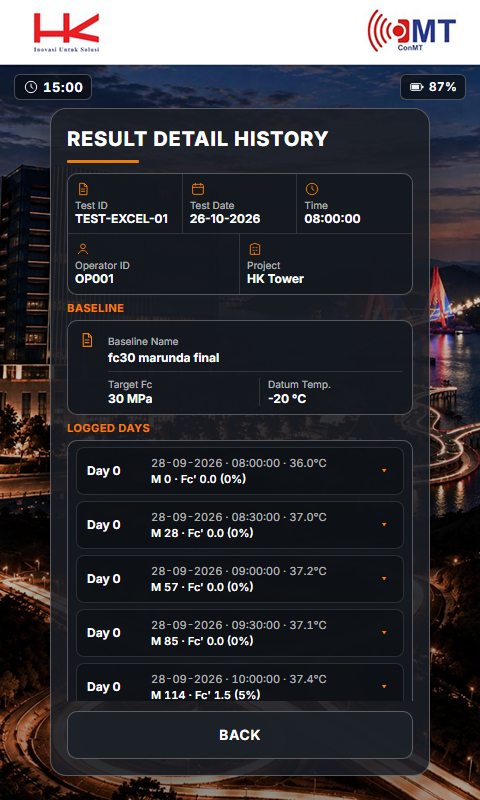 HK
Inovasi Untuk Solusi
MT
ConMT
15:00
87%
RESULT DETAIL HISTORY
Test ID
TEST-EXCEL-01
Test Date
26-10-2026
Time
08:00:00
Operator ID
OP001
Project
HK Tower
BASELINE
Baseline Name
fc30 marunda final
Target Fc
30 MPa
Datum Temp.
-20 °C
LOGGED DAYS
Day 0
28-09-2026 · 08:00:00 · 36.0°C
M 0 · Fc' 0.0 (0%)
Day 0
28-09-2026 · 08:30:00 · 37.0°C
M 28 · Fc' 0.0 (0%)
Day 0
28-09-2026 · 09:00:00 · 37.2°C
M 57 · Fc' 0.0 (0%)
Day 0
28-09-2026 · 09:30:00 · 37.1°C
M 85 · Fc' 0.0 (0%)
Day 0
28-09-2026 · 10:00:00 · 37.4°C
M 114 · Fc' 1.5 (5%)
BACK